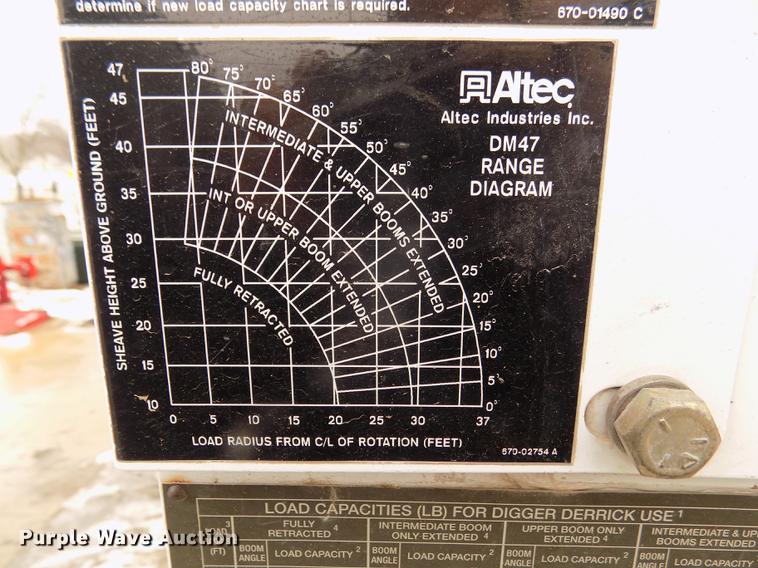 determine if new load capacity chart is required.
670-01490 C
Altec
Altec Industries Inc.
DM47
RANGE
DIAGRAM
SHEAVE HEIGHT ABOVE GROUND (FEET)
47
45
40
35
30
25
20
15
10
80°
75°
70°
65°
60°
55°
50°
45°
40°
35°
30°
25°
20°
15°
10°
5°
0°
INTERMEDIATE & UPPER BOOMS EXTENDED
INT OR UPPER BOOM EXTENDED
FULLY RETRACTED
0 5 10 15 20 25 30 37
LOAD RADIUS FROM C/L OF ROTATION (FEET)
670-02754 A
LOAD CAPACITIES (LB) FOR DIGGER DERRICK USE 1
3 FULLY INTERMEDIATE BOOM UPPER BOOM ONLY INTERMEDIATE & UP
LOAD RETRACTED 4 ONLY EXTENDED 4 EXTENDED 4 BOOMS EXTENDED
(FT) BOOM ANGLE LOAD CAPACITY 2 BOOM ANGLE LOAD CAPACITY 2 BOOM ANGLE LOAD CAPACITY 2 BOOM ANGLE LOAD CAPACITY
Purple Wave Auction